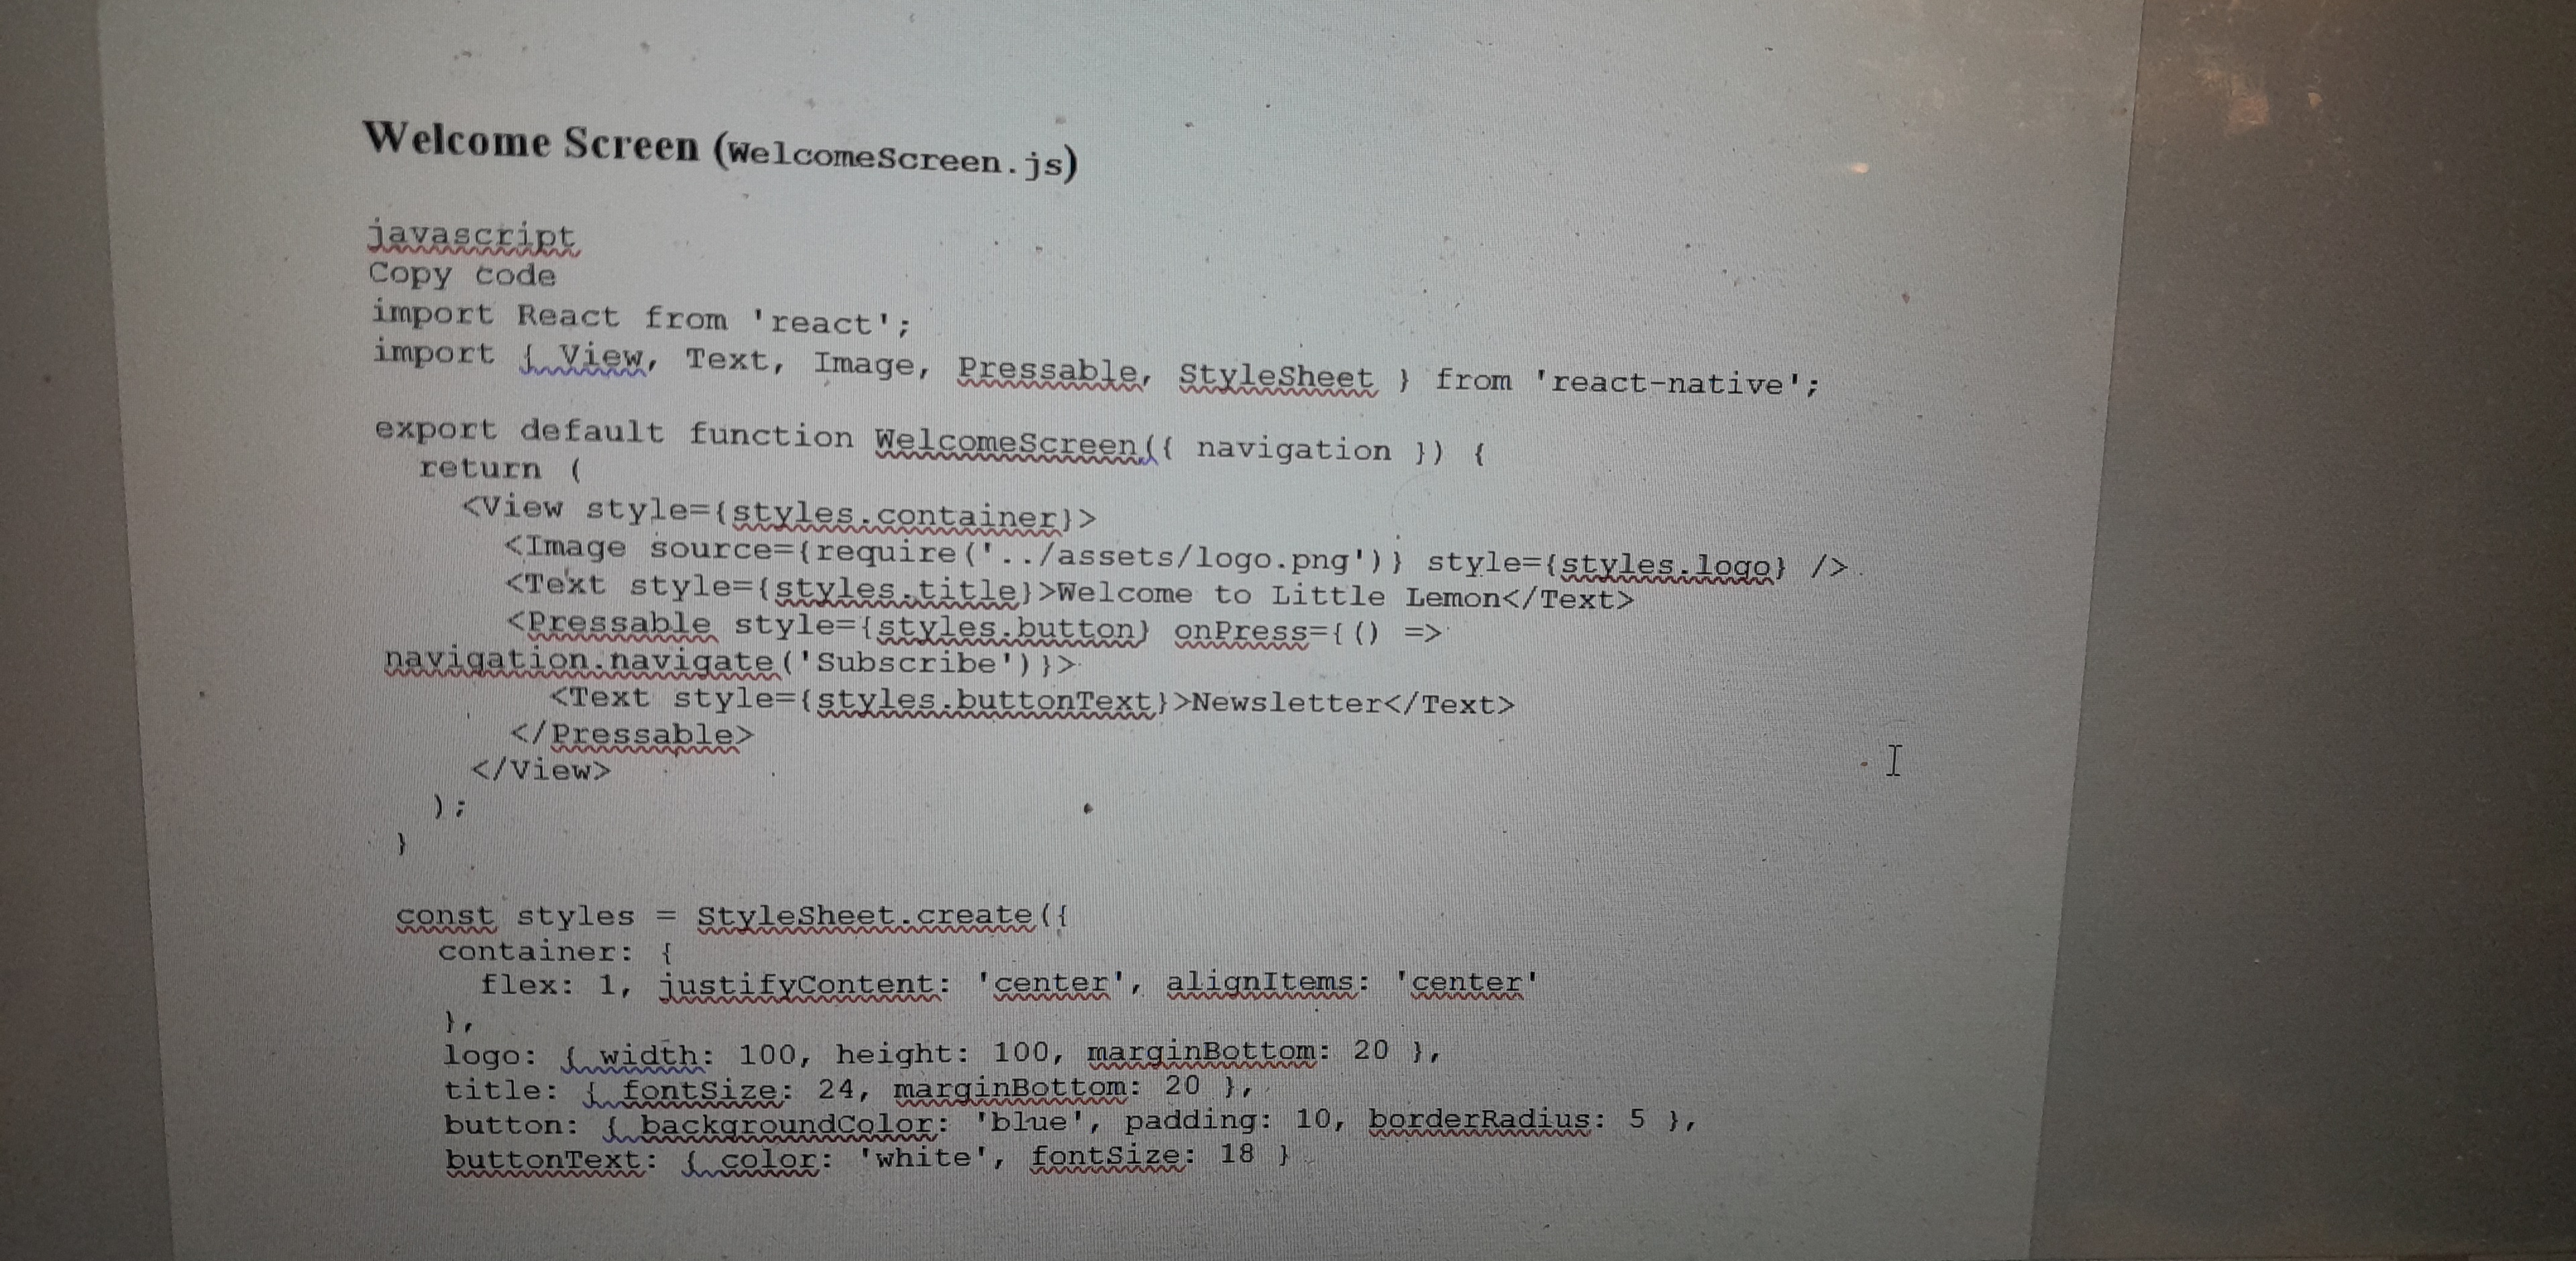 Welcome Screen (WelcomeScreen.js)
javascript
Copy code
import React from 'react';
import { View, Text, Image, Pressable, StyleSheet } from 'react-native';
export default function WelcomeScreen({ navigation }) {
return (
<View style={styles.container}>
<Image source={require('../assets/logo.png')} style={styles.logo} />
<Text style={styles.title}>Welcome to Little Lemon</Text>
<Pressable style={styles.button} onPress={() =>
navigation.navigate('Subscribe')}>
<Text style={styles.buttonText}>Newsletter</Text>
</Pressable>
</View>
);
}
const styles = StyleSheet.create({
container: {
flex: 1, justifyContent: 'center', alignItems: 'center'
},
logo: { width: 100, height: 100, marginBottom: 20 },
title: { fontSize: 24, marginBottom: 20 },
button: { backgroundColor: 'blue', padding: 10, borderRadius: 5 },
buttonText: { color: 'white', fontSize: 18 }